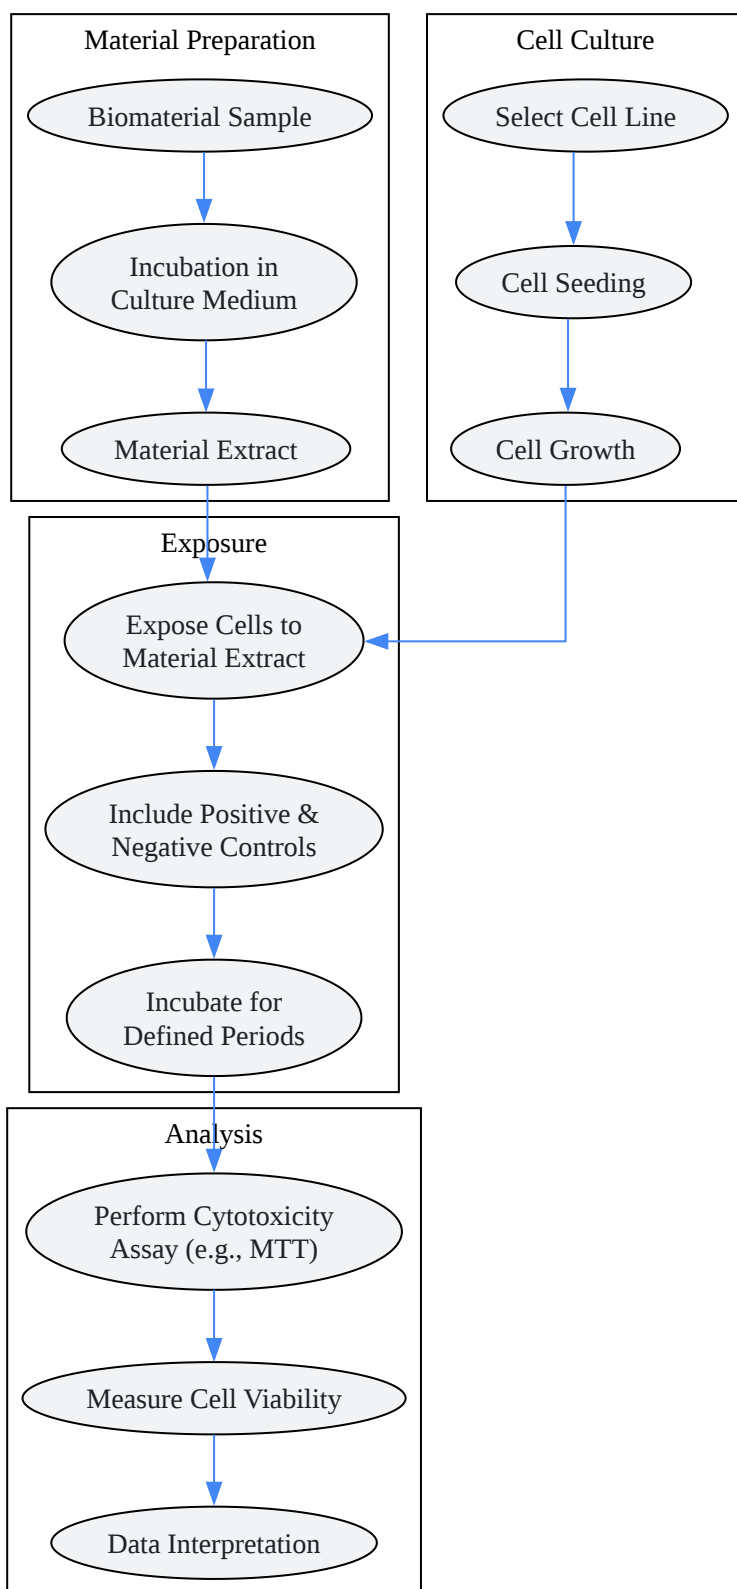 Material Preparation
Biomaterial Sample
Incubation in
Culture Medium
Material Extract
Cell Culture
Select Cell Line
Cell Seeding
Cell Growth
Exposure
Expose Cells to
Material Extract
Include Positive &
Negative Controls
Incubate for
Defined Periods
Analysis
Perform Cytotoxicity
Assay (e.g., MTT)
Measure Cell Viability
Data Interpretation